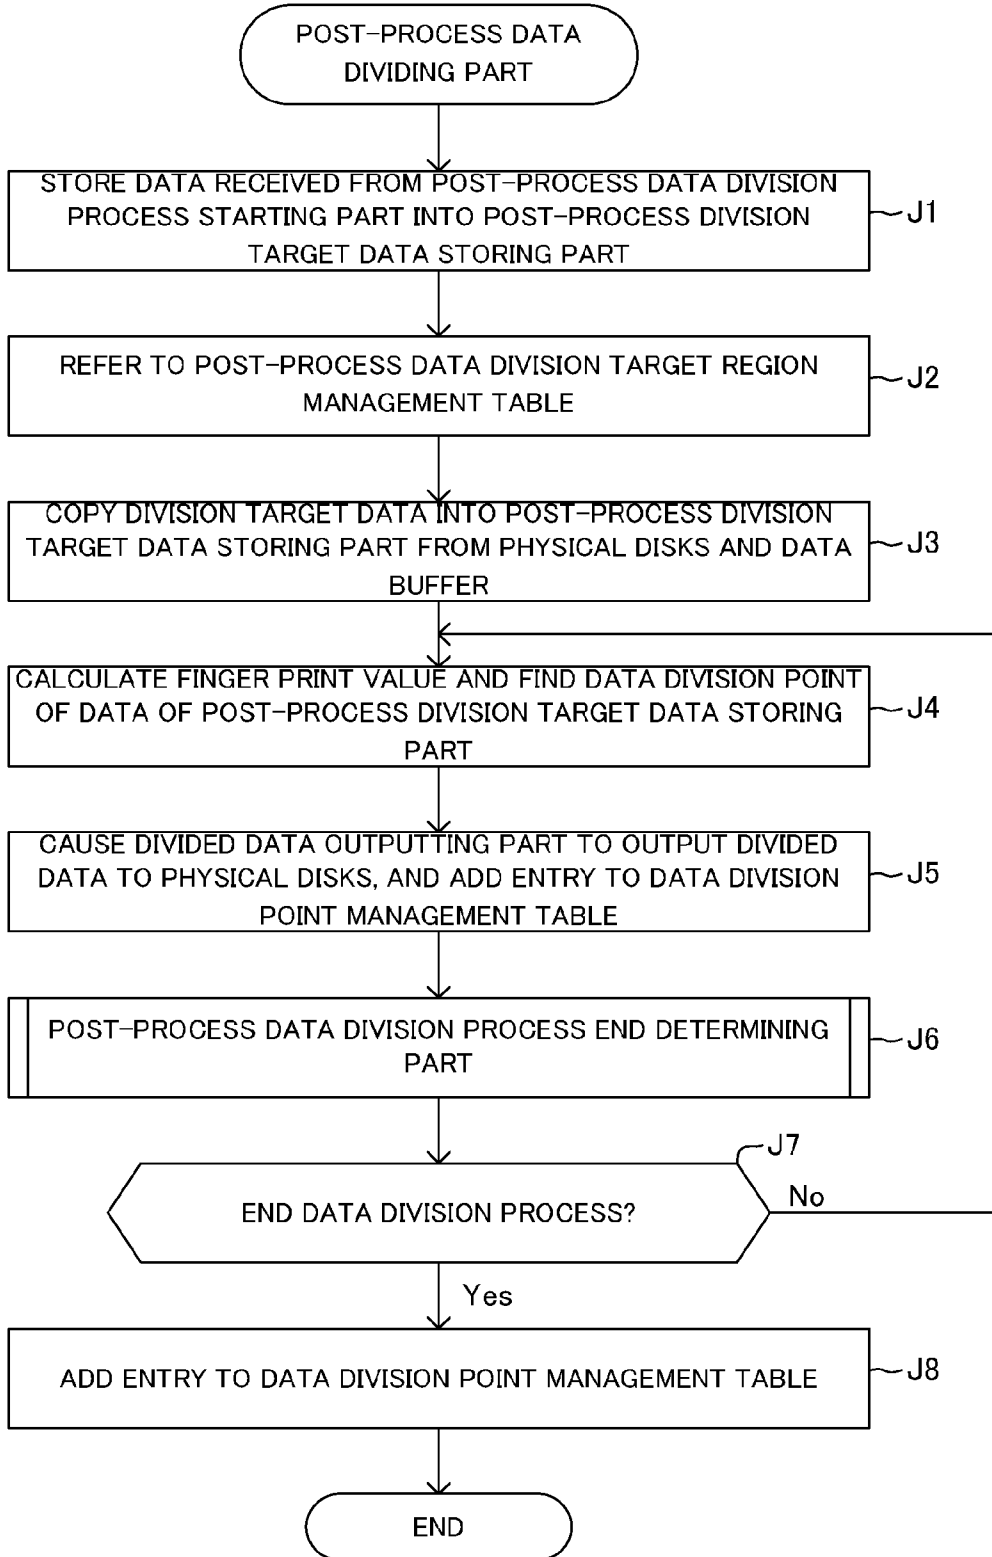 POST-PROCESS DATA
DIVIDING PART
STORE DATA RECEIVED FROM POST-PROCESS DATA DIVISION
PROCESS STARTING PART INTO POST-PROCESS DIVISION
TARGET DATA STORING PART
J1
REFER TO POST-PROCESS DATA DIVISION TARGET REGION
MANAGEMENT TABLE
J2
COPY DIVISION TARGET DATA INTO POST-PROCESS DIVISION
TARGET DATA STORING PART FROM PHYSICAL DISKS AND DATA
BUFFER
J3
CALCULATE FINGER PRINT VALUE AND FIND DATA DIVISION POINT
OF DATA OF POST-PROCESS DIVISION TARGET DATA STORING
PART
J4
CAUSE DIVIDED DATA OUTPUTTING PART TO OUTPUT DIVIDED
DATA TO PHYSICAL DISKS, AND ADD ENTRY TO DATA DIVISION
POINT MANAGEMENT TABLE
J5
POST-PROCESS DATA DIVISION PROCESS END DETERMINING
PART
J6
J7
END DATA DIVISION PROCESS?
No
Yes
ADD ENTRY TO DATA DIVISION POINT MANAGEMENT TABLE
J8
END